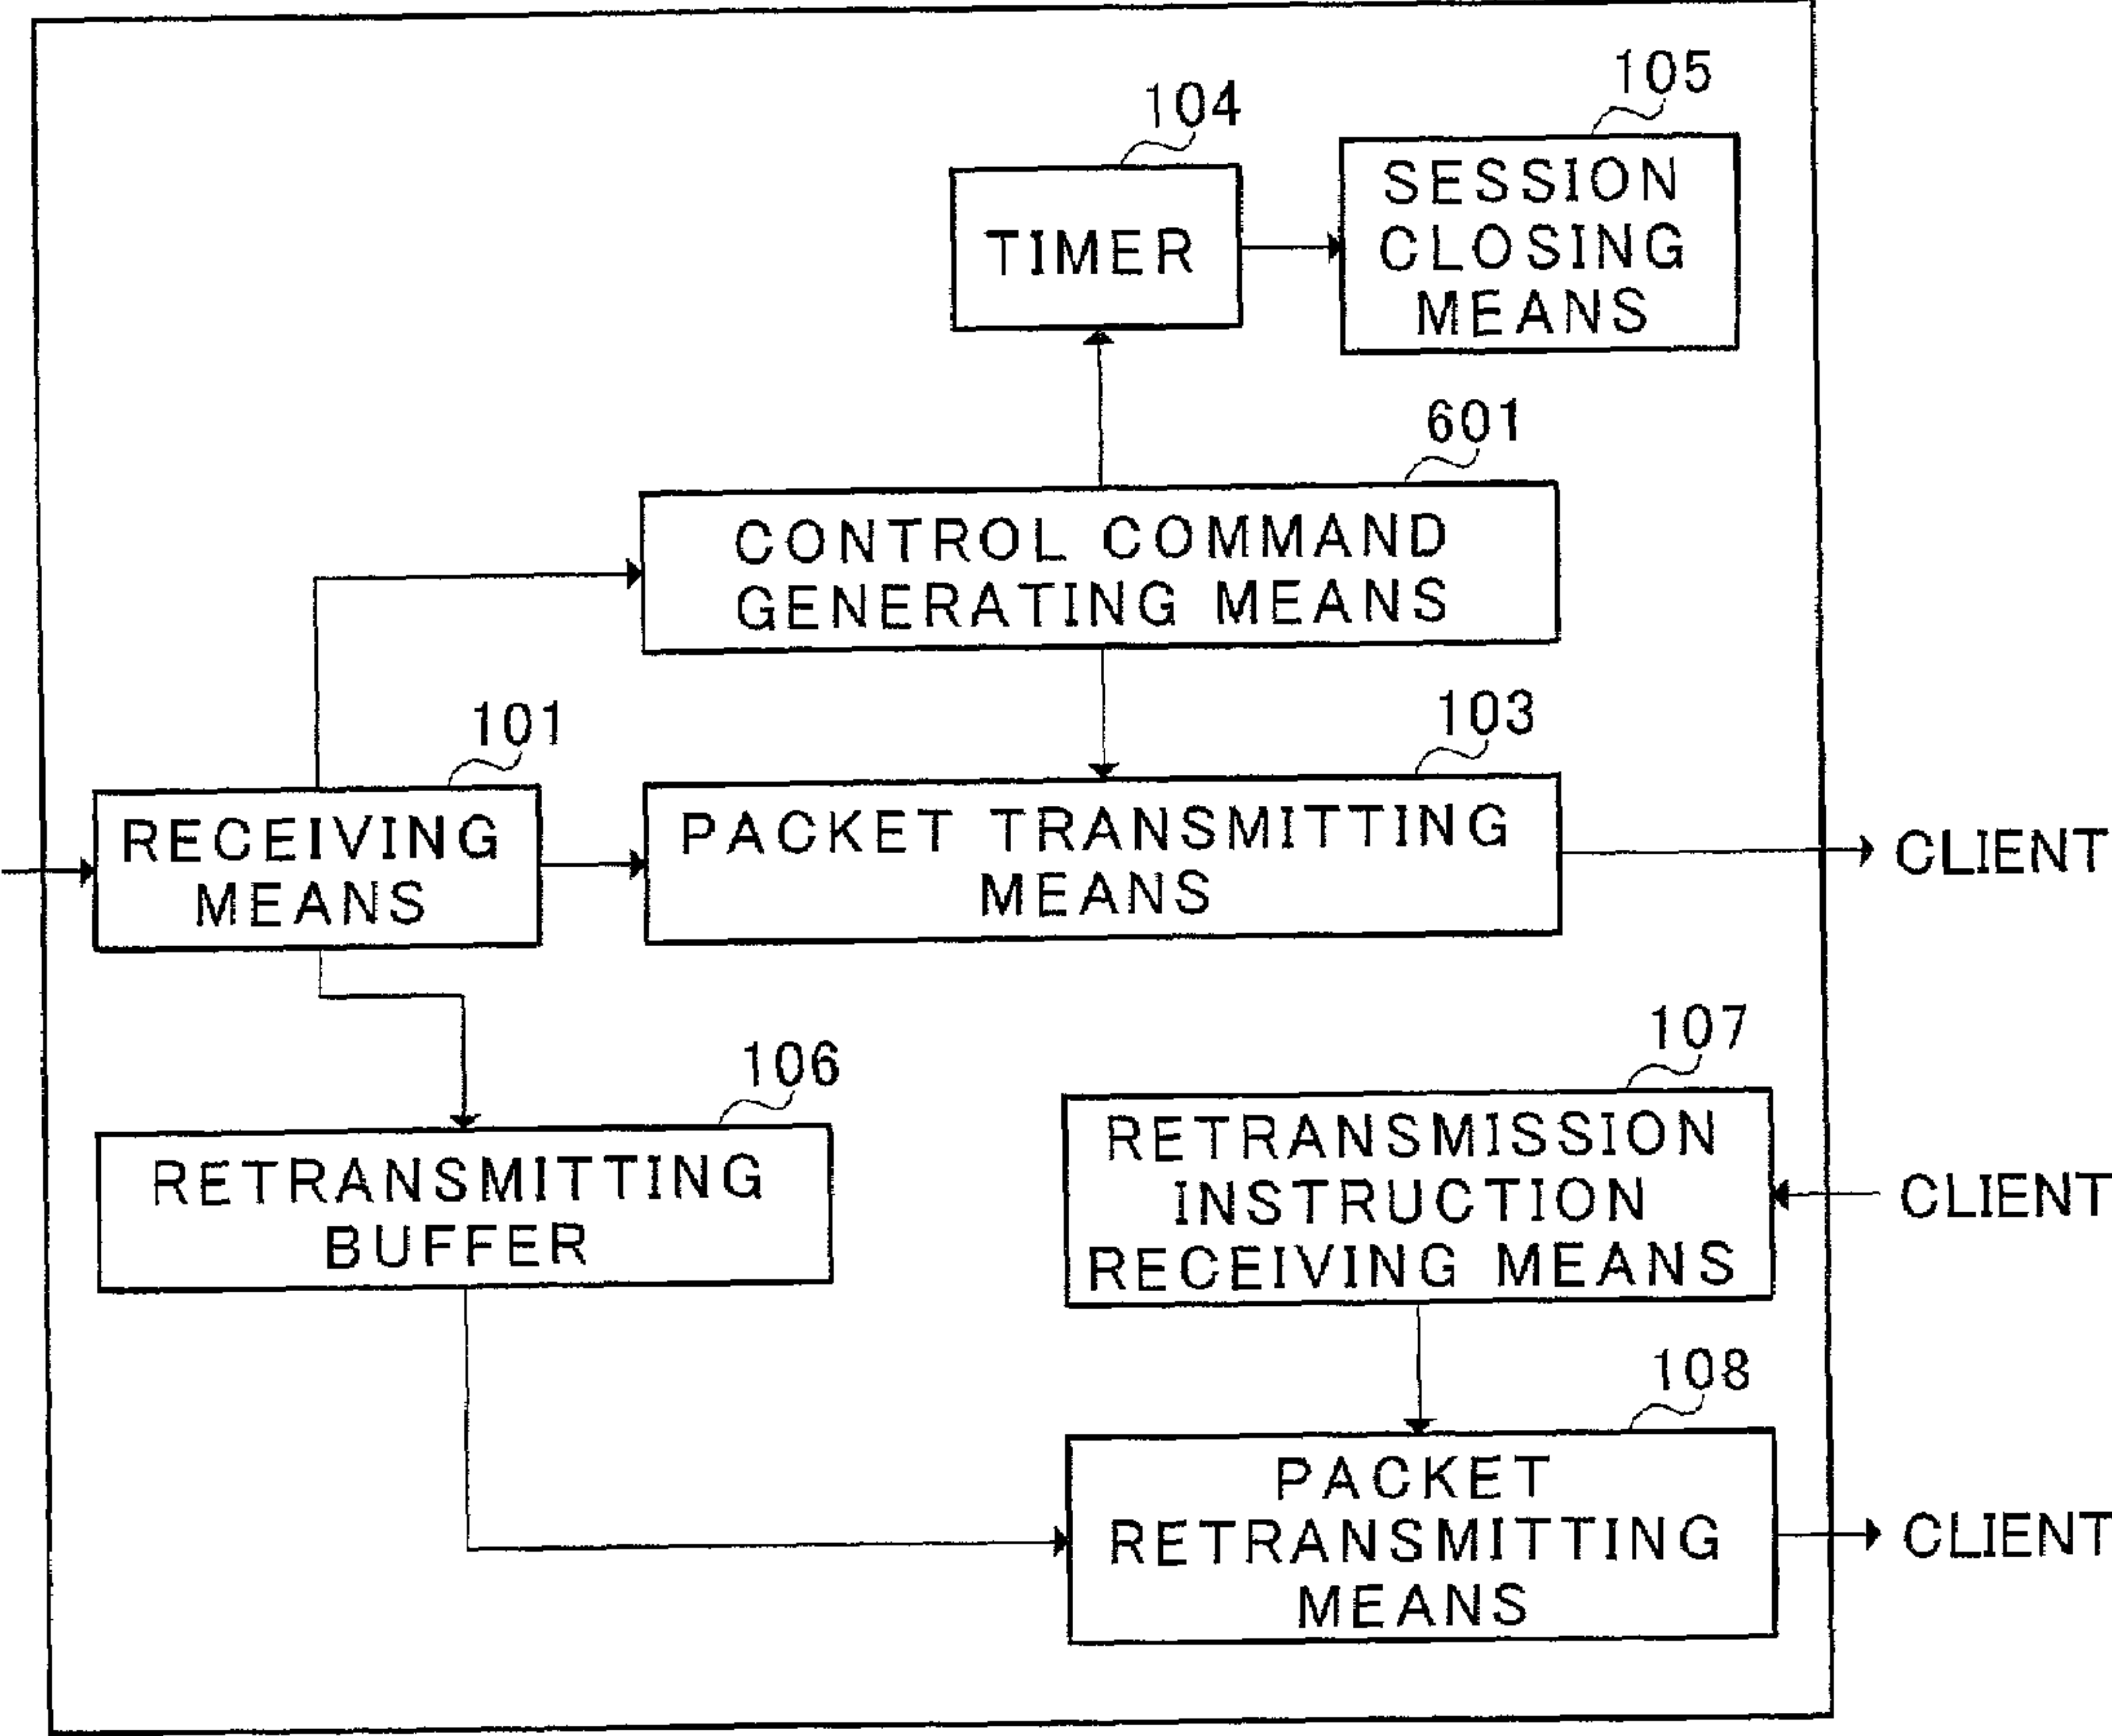 105
104
SESSION
CLOSING
MEANS
TIMER
601
CONTROL COMMAND
GENERATING MEANS
103
101
PACKET TRANSMITTING
MEANS
CLIENT
RECEIVING
MEANS
107
106
RETRANSMISSION
INSTRUCTION
RECEIVING MEANS
CLIENT
RETRANSMITTING
BUFFER
108
PACKET
RETRANSMITTING
MEANS
CLIENT